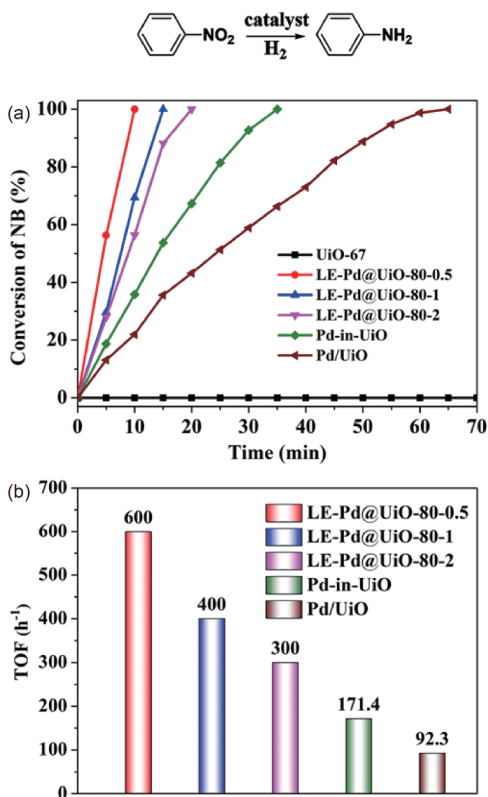 NO₂
catalyst
H₂
NH₂
(a)
Conversion of NB (%)
100
80
60
40
20
0
UiO-67
LE-Pd@UiO-80-0.5
LE-Pd@UiO-80-1
LE-Pd@UiO-80-2
Pd-in-UiO
Pd/UiO
0 10 20 30 40 50 60 70
Time (min)
(b)
TOF (h⁻¹)
700
600
500
400
300
200
100
0
600
400
300
171.4
92.3
LE-Pd@UiO-80-0.5
LE-Pd@UiO-80-1
LE-Pd@UiO-80-2
Pd-in-UiO
Pd/UiO